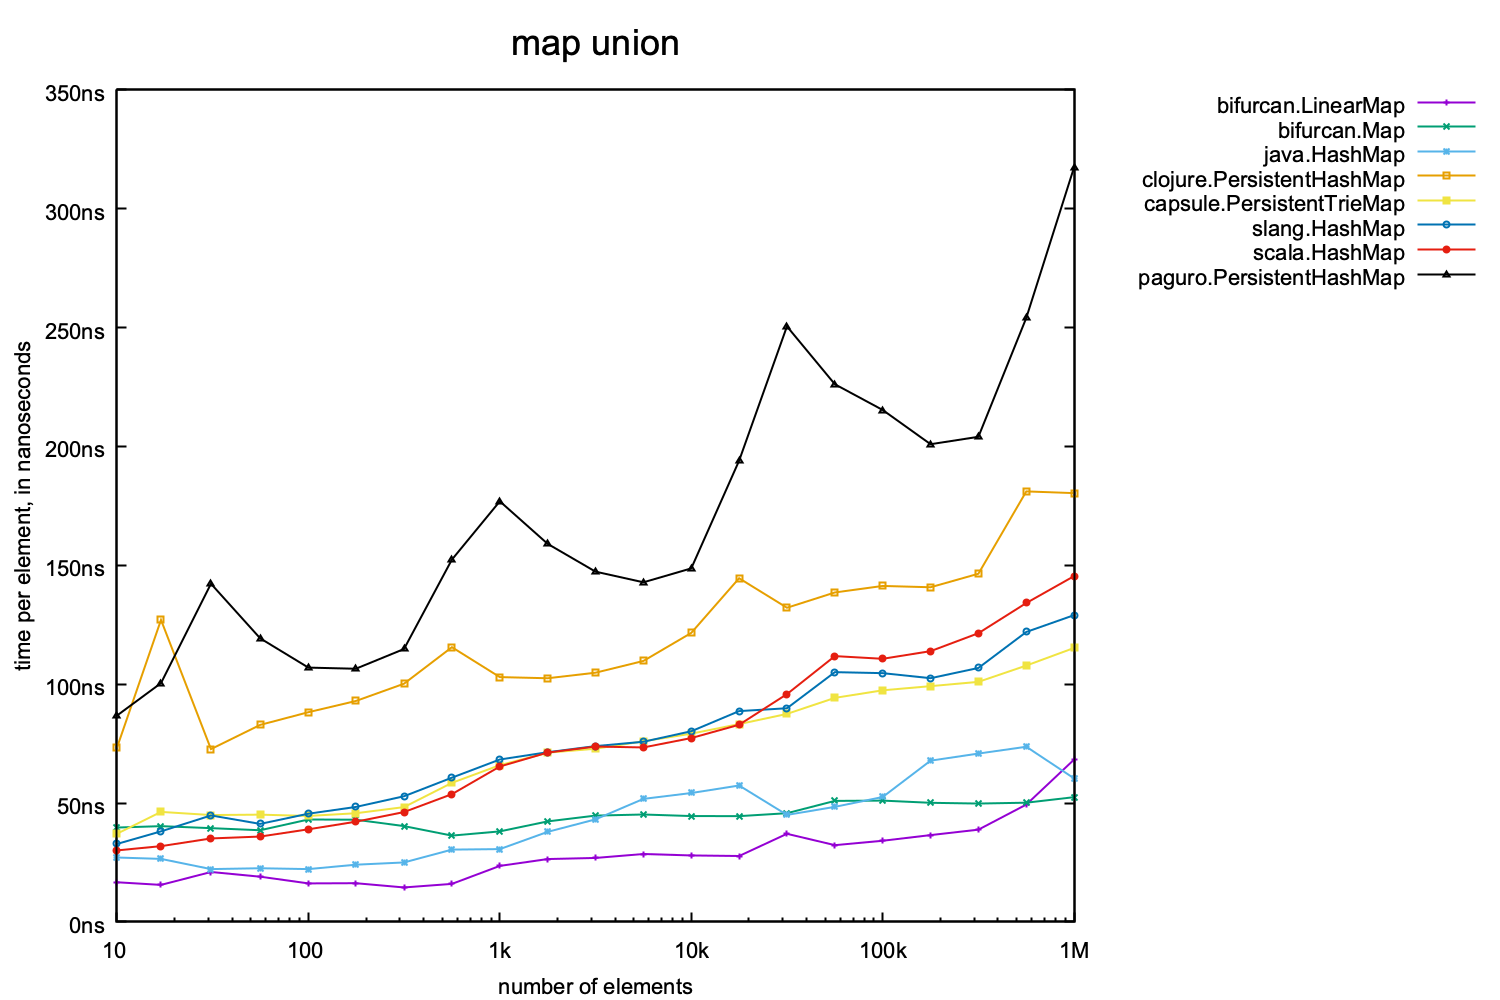 map union
350ns
300ns
250ns
200ns
150ns
100ns
50ns
0ns
time per element, in nanoseconds
10
100
1k
10k
100k
1M
number of elements
bifurcan.LinearMap
bifurcan.Map
java.HashMap
clojure.PersistentHashMap
capsule.PersistentTrieMap
slang.HashMap
scala.HashMap
paguro.PersistentHashMap